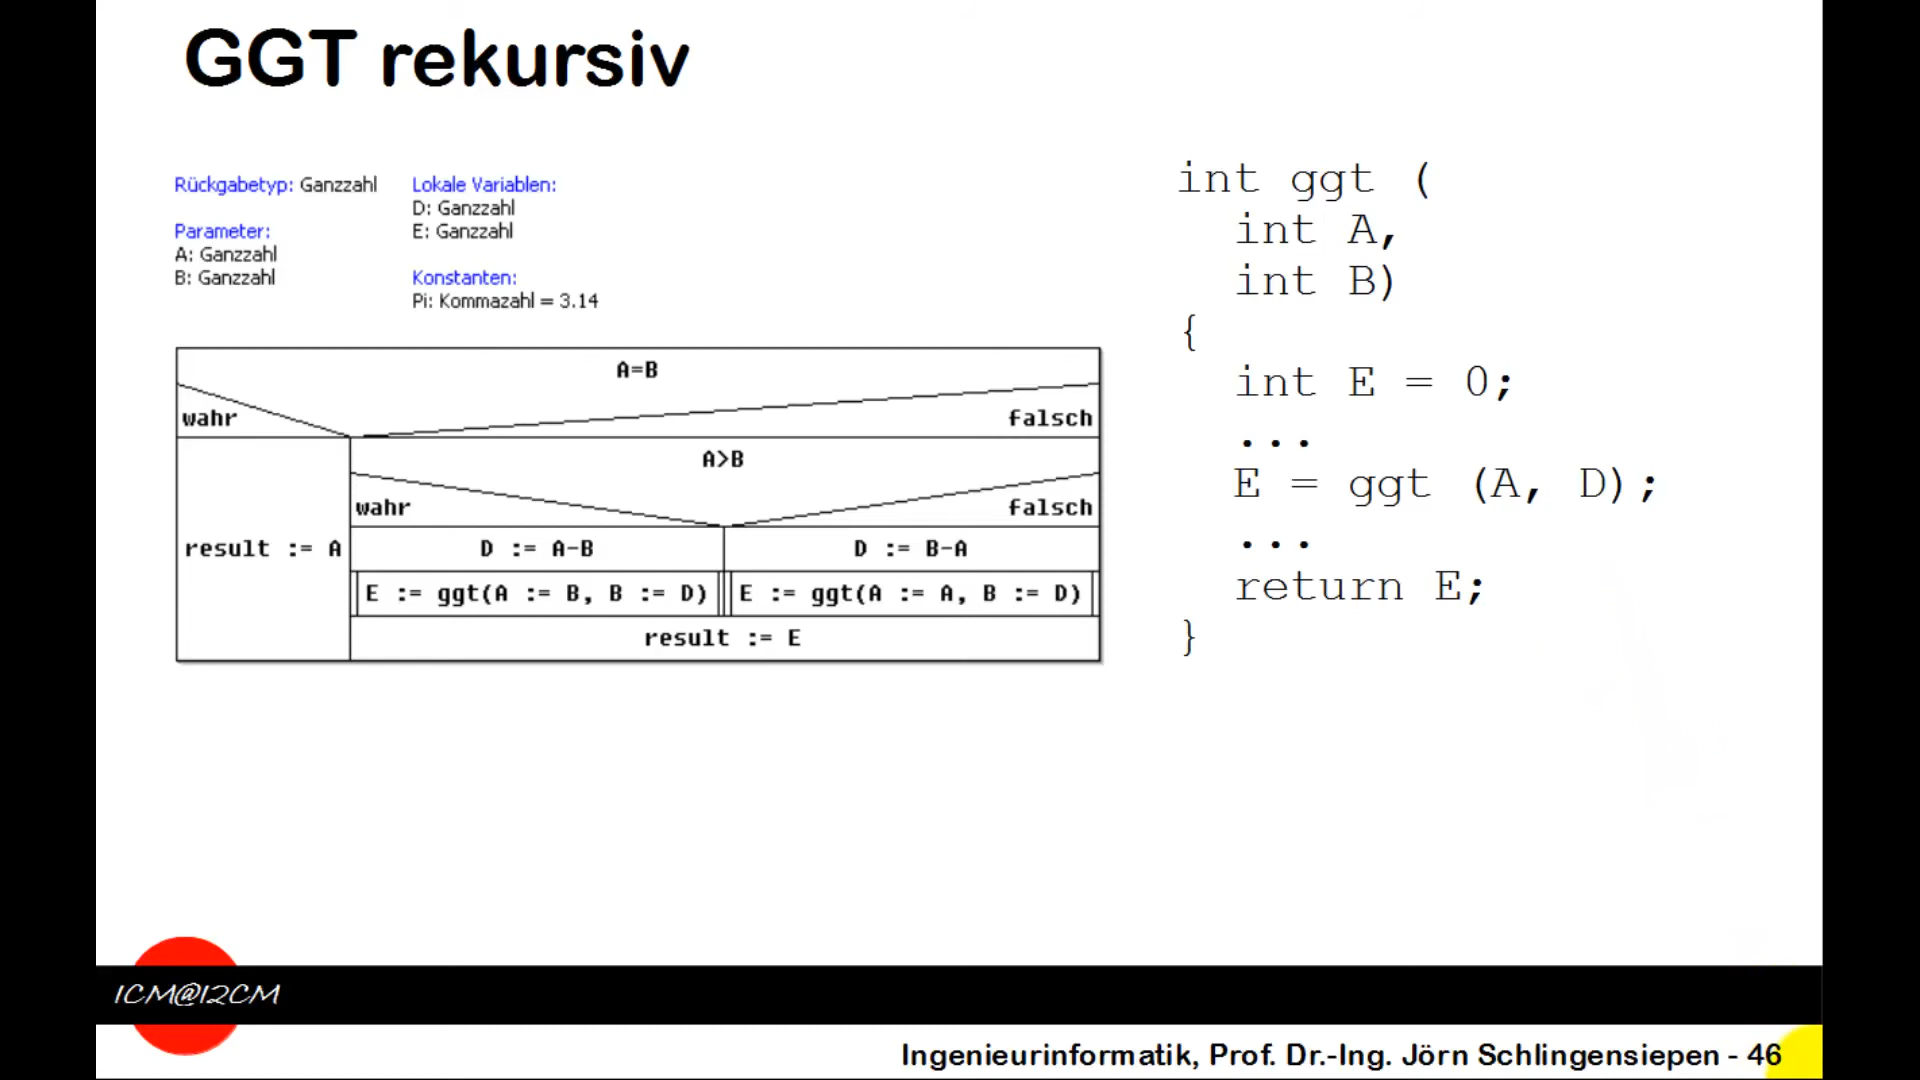 GGT rekursiv
Rückgabetyp: Ganzzahl
Parameter:
A: Ganzzahl
B: Ganzzahl
Lokale Variablen:
D: Ganzzahl
E: Ganzzahl
Konstanten:
Pi: Kommazahl = 3.14
A=B
wahr
falsch
A>B
wahr
falsch
result := A
D := A-B
D := B-A
E := ggt(A := B, B := D)
E := ggt(A := A, B := D)
result := E
int ggt (
int A,
int B)
{
int E = 0;
...
E = ggt (A, D);
...
return E;
}
1CM@12CM
Ingenieurinformatik, Prof. Dr.-Ing. Jörn Schlingensiepen - 46